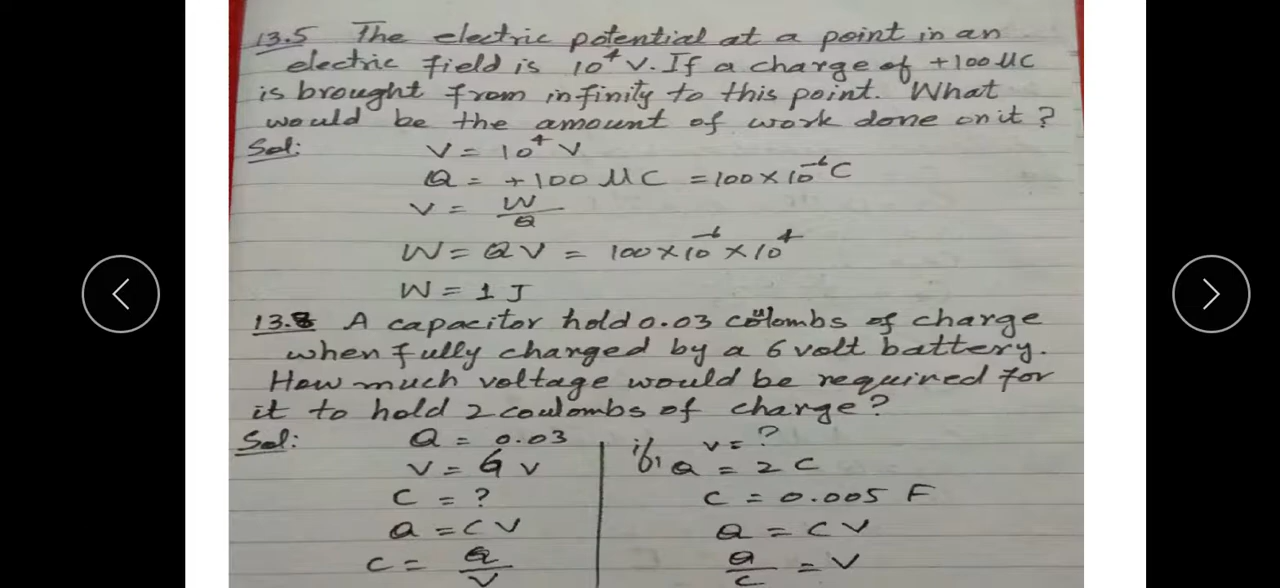 13.5 The electric potential at a point in an
electric field is 10⁴ V. If a charge of +100 µC
is brought from infinity to this point. What
would be the amount of work done on it?
Sol:
V = 10⁴ V
Q = +100 µC = 100 × 10⁻⁶ C
V = W/Q
W = QV = 100 × 10⁻⁶ × 10⁴
W = 1 J
13.8 A capacitor hold 0.03 coulombs of charge
when fully charged by a 6 volt battery.
How much voltage would be required for
it to hold 2 coulombs of charge?
Sol:
Q = 0.03
V = 6 V
C = ?
Q = CV
C = Q/V
if V = ?
Q = 2 C
C = 0.005 F
Q = CV
Q/C = V